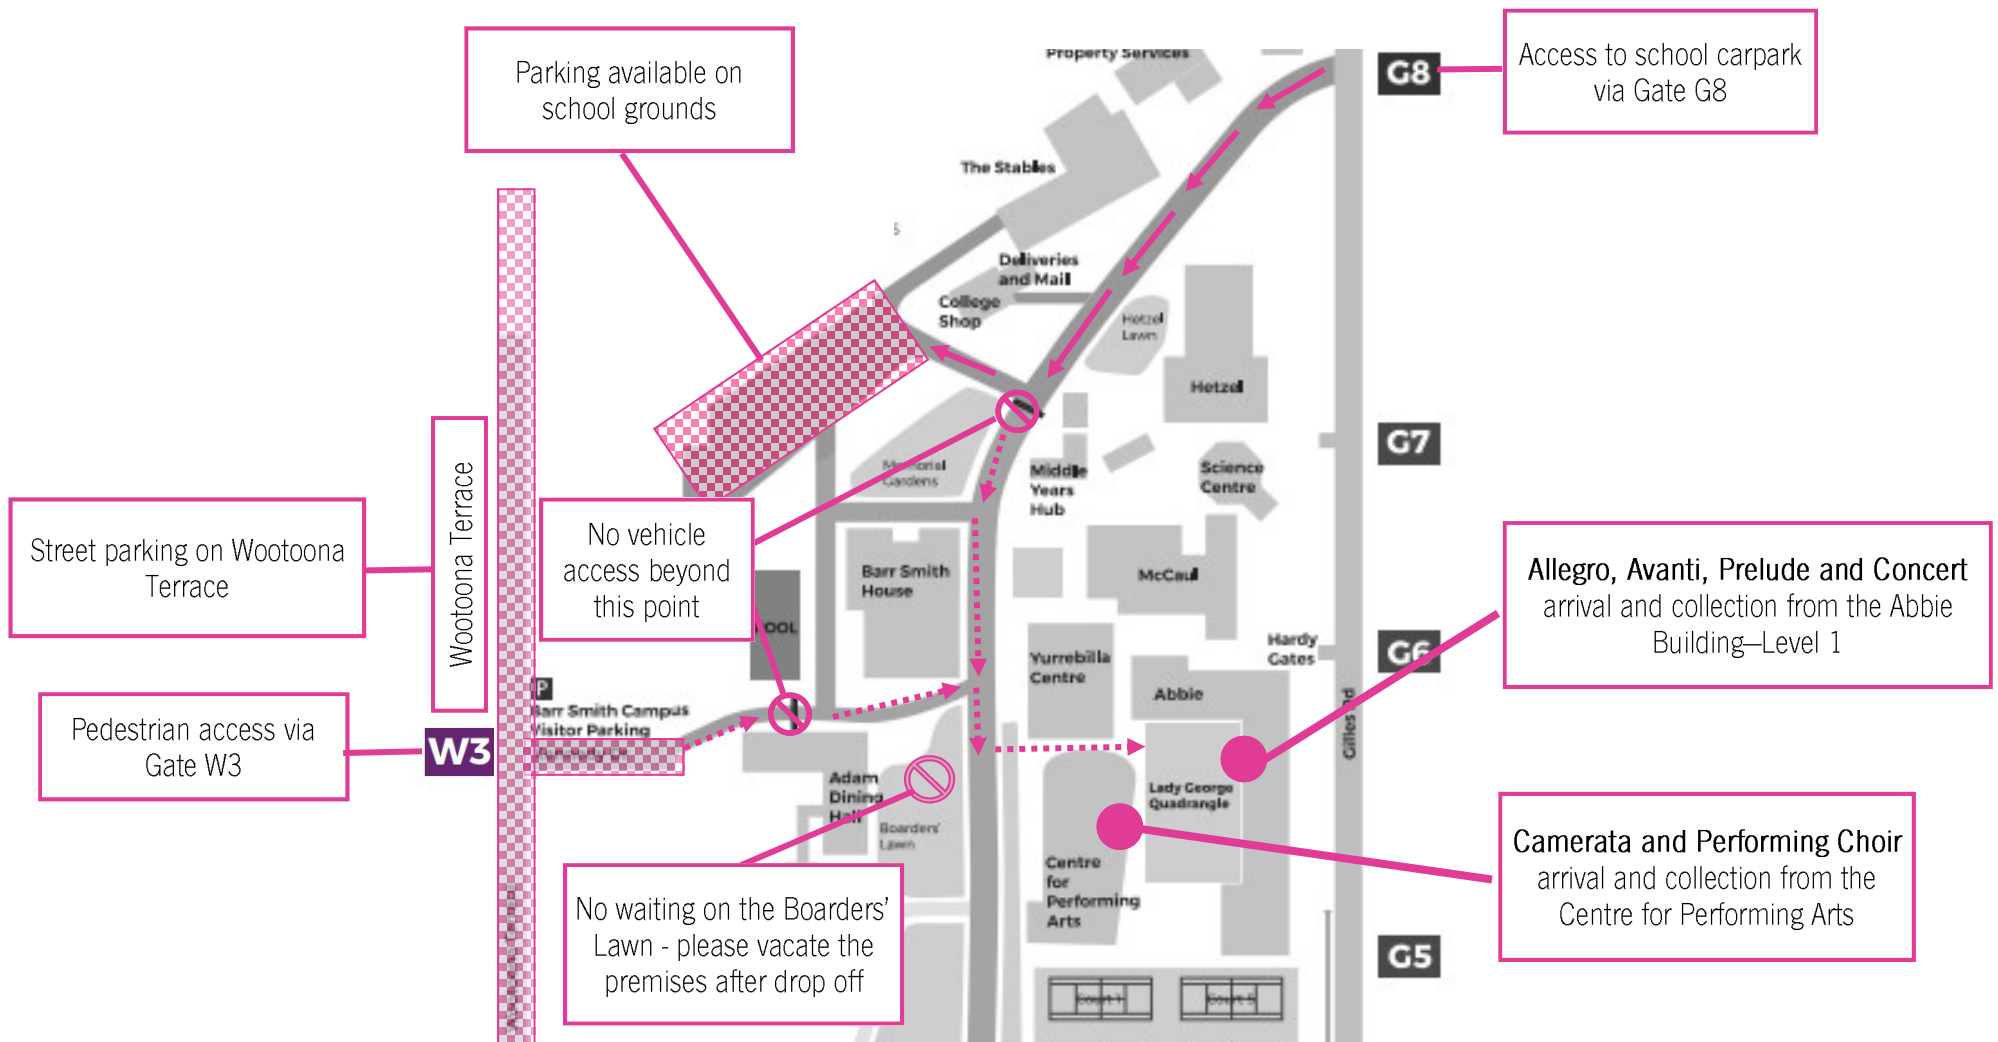 Property Services
G8
Access to school carpark
via Gate G8
Parking available on
school grounds
The Stables
Deliveries
and Mail
College
Shop
Hetzel
Lawn
Hetzel
G7
Memorial
Gardens
Middle
Years
Hub
Science
Centre
Wootoona Terrace
Street parking on Wootoona
Terrace
No vehicle
access beyond
this point
Barr Smith
House
McCaul
POOL
Hardy
Gates
G6
Allegro, Avanti, Prelude and Concert
arrival and collection from the Abbie
Building—Level 1
Yurrebilla
Centre
Abbie
P
Barr Smith Campus
Visitor Parking
Pedestrian access via
Gate W3
W3
Gilles Rd
Adam
Dining
Hall
Boarders'
Lawn
Lady George
Quadrangle
Camerata and Performing Choir
arrival and collection from the
Centre for Performing Arts
Centre
for
Performing
Arts
No waiting on the Boarders’
Lawn - please vacate the
premises after drop off
G5
Court 1
Court 5